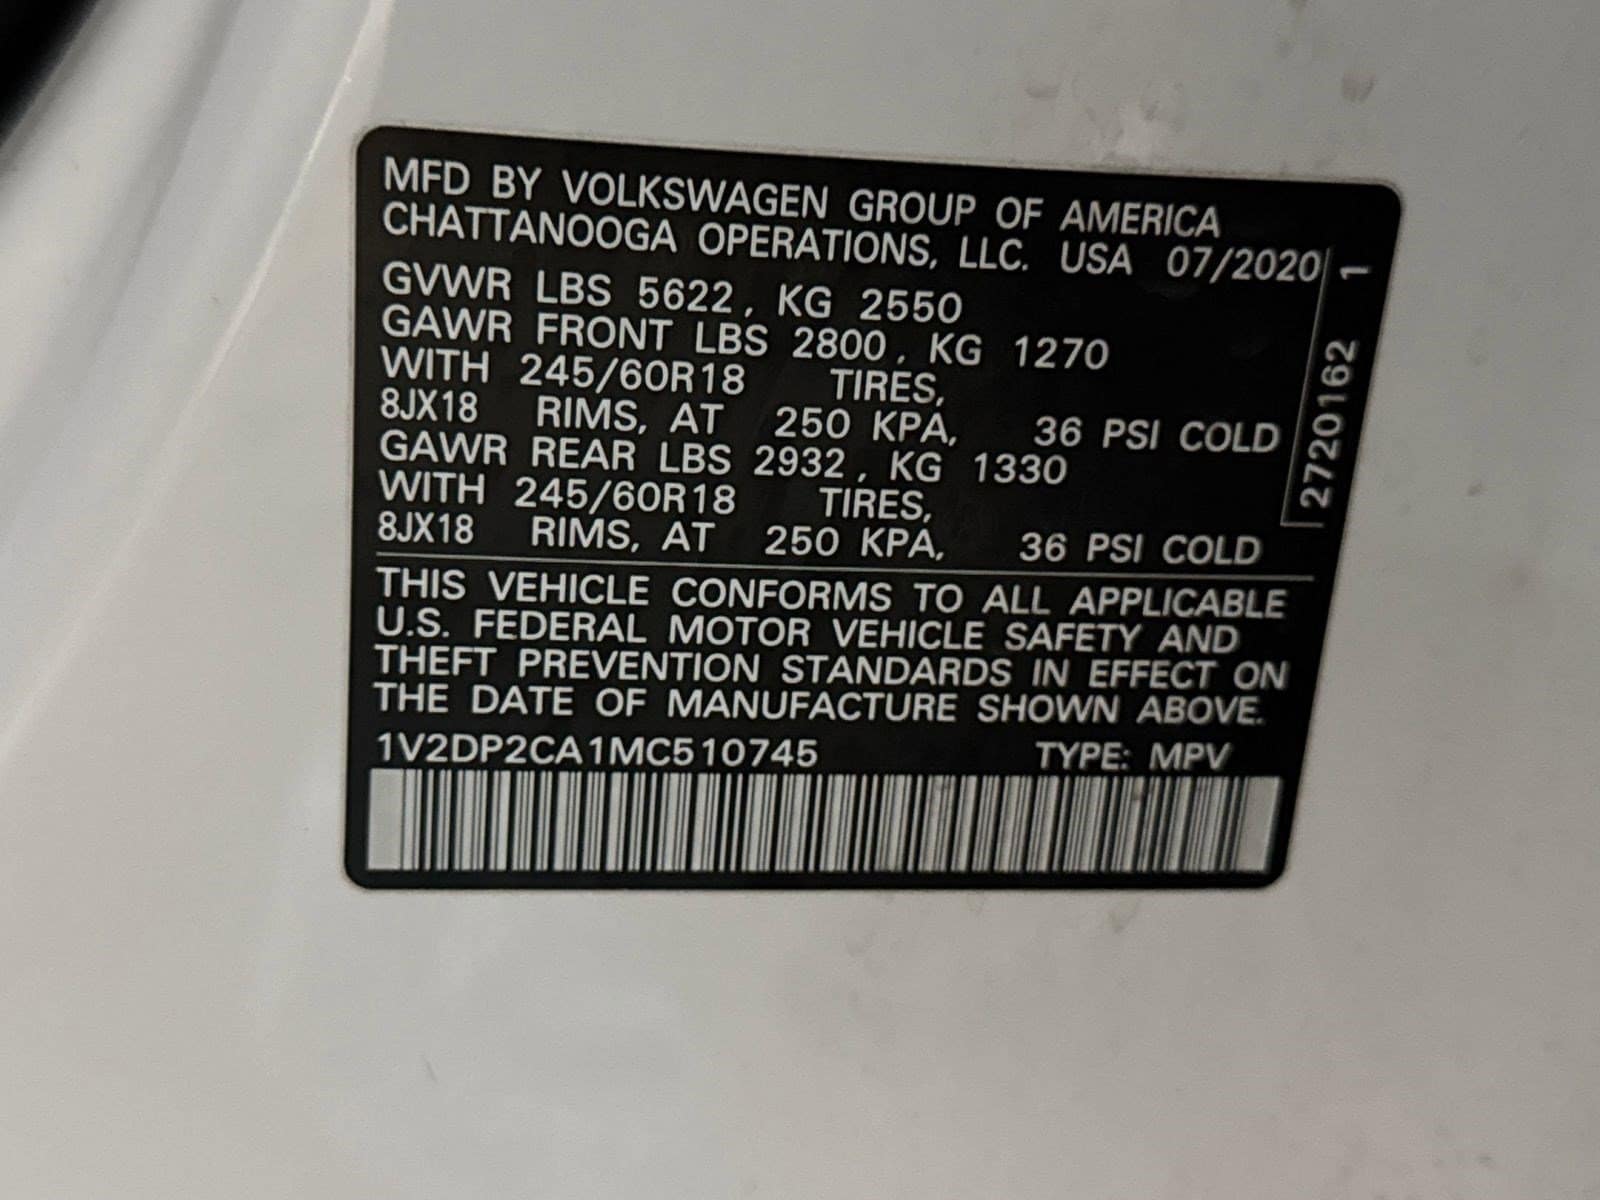 MFD BY VOLKSWAGEN GROUP OF AMERICA
CHATTANOOGA OPERATIONS, LLC. USA 07/2020
GVWR LBS 5622, KG 2550
GAWR FRONT LBS 2800, KG 1270
WITH 245/60R18 TIRES,
8JX18 RIMS, AT 250 KPA, 36 PSI COLD
GAWR REAR LBS 2932, KG 1330
WITH 245/60R18 TIRES,
8JX18 RIMS, AT 250 KPA, 36 PSI COLD
2720162 1
THIS VEHICLE CONFORMS TO ALL APPLICABLE
U.S. FEDERAL MOTOR VEHICLE SAFETY AND
THEFT PREVENTION STANDARDS IN EFFECT ON
THE DATE OF MANUFACTURE SHOWN ABOVE.
1V2DP2CA1MC510745 TYPE: MPV